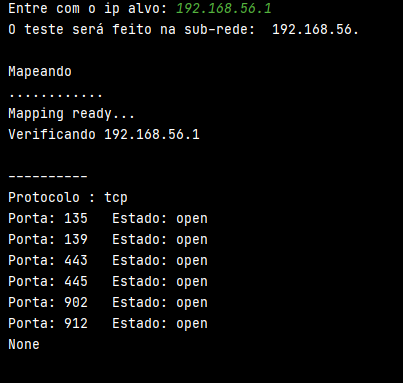 Entre com o ip alvo: 192.168.56.1
O teste será feito na sub-rede:  192.168.56.
Mapeando
............
Mapping ready...
Verificando 192.168.56.1
----------
Protocolo : tcp
Porta: 135   Estado: open
Porta: 139   Estado: open
Porta: 443   Estado: open
Porta: 445   Estado: open
Porta: 902   Estado: open
Porta: 912   Estado: open
None